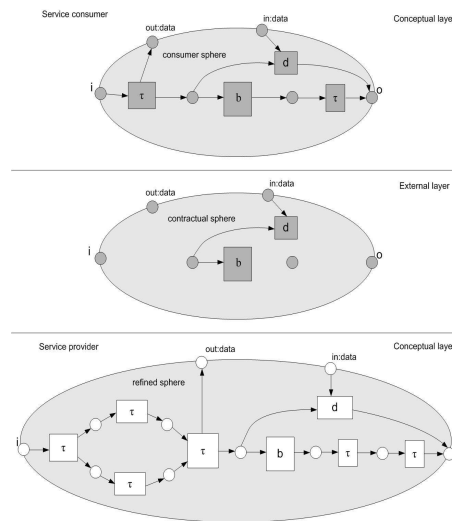 Service consumer
Conceptual laye
out:data
in:data
consumer sphere
d
i
τ
b
τ
o
External layer
out:data
in:data
contractual sphere
d
i
b
o
Service provider
Conceptual laye
out:data
in:data
refined sphere
τ
d
i
τ
τ
b
τ
τ
τ